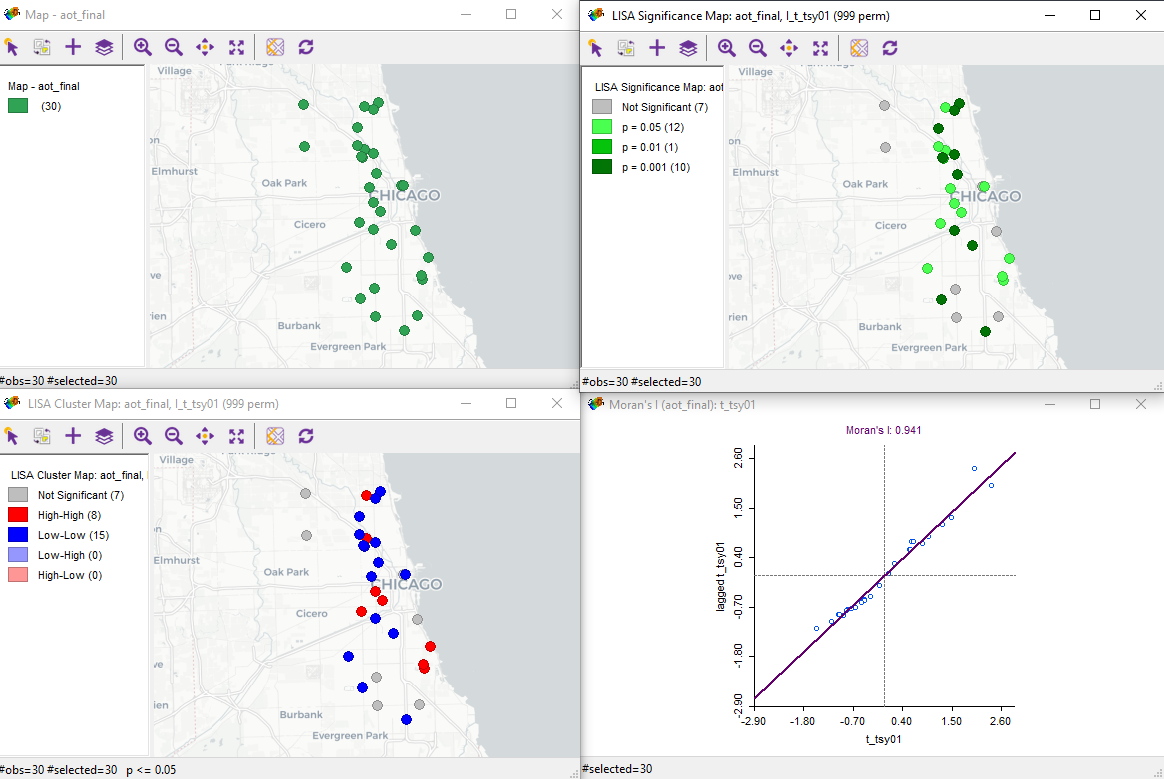 Map - aot_final
Map - aot_final
(30)
Village
Elmhurst
Oak Park
CHICAGO
Cicero
Burbank
Evergreen Park
#obs=30 #selected=30
LISA Significance Map: aot_final, I_t_tsy01 (999 perm)
LISA Significance Map: aot
Not Significant (7)
p = 0.05 (12)
p = 0.01 (1)
p = 0.001 (10)
Village
Elmhurst
Oak Park
CHICAGO
Cicero
Burbank
Evergreen Park
#obs=30 #selected=30
LISA Cluster Map: aot_final, I_t_tsy01 (999 perm)
LISA Cluster Map: aot_final,
Not Significant (7)
High-High (8)
Low-Low (15)
Low-High (0)
High-Low (0)
Village
Elmhurst
Oak Park
CHICAGO
Cicero
Burbank
Evergreen Park
#obs=30 #selected=30 p <= 0.05
Moran's I (aot_final): t_tsy01
Moran's I: 0.941
lagged t_tsy01
2.60
1.50
0.40
-0.70
-1.80
-2.90
-2.90 -1.80 -0.70 0.40 1.50 2.60
t_tsy01
#selected=30